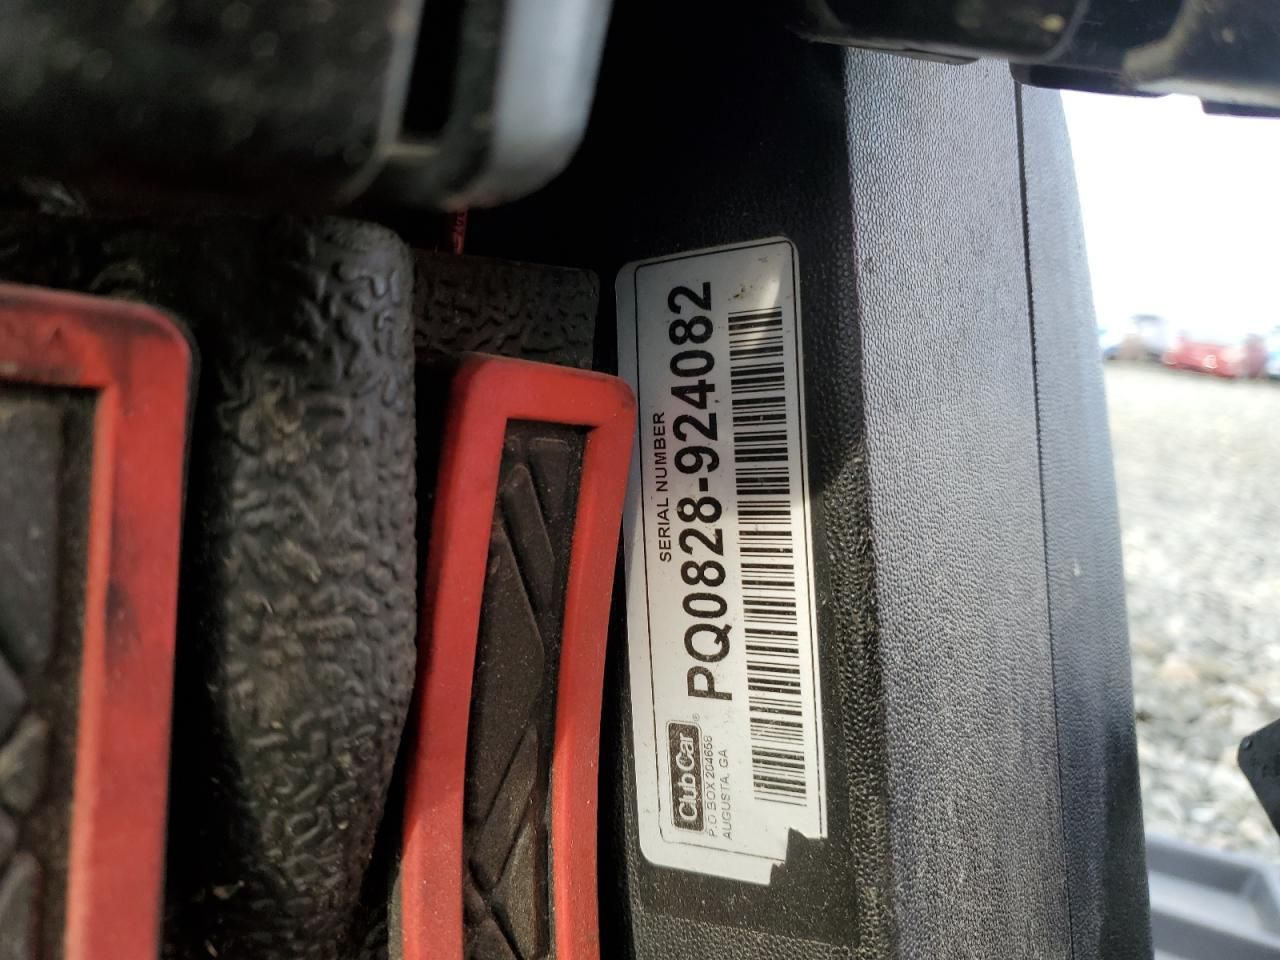 SERIAL NUMBER
PQ0828-924082
Club Car®
P.O BOX 204658
AUGUSTA, GA